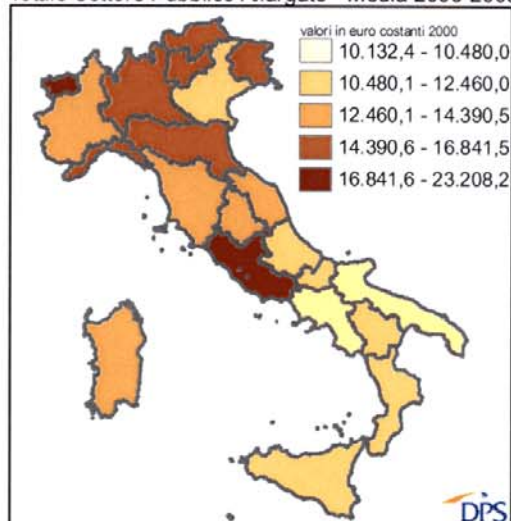 valori in euro costanti 2000
10.132,4 - 10.480,0
10.480,1 - 12.460,0
12.460,1 - 14.390,5
14.390,6 - 16.841,5
16.841,6 - 23.208,2
DPS